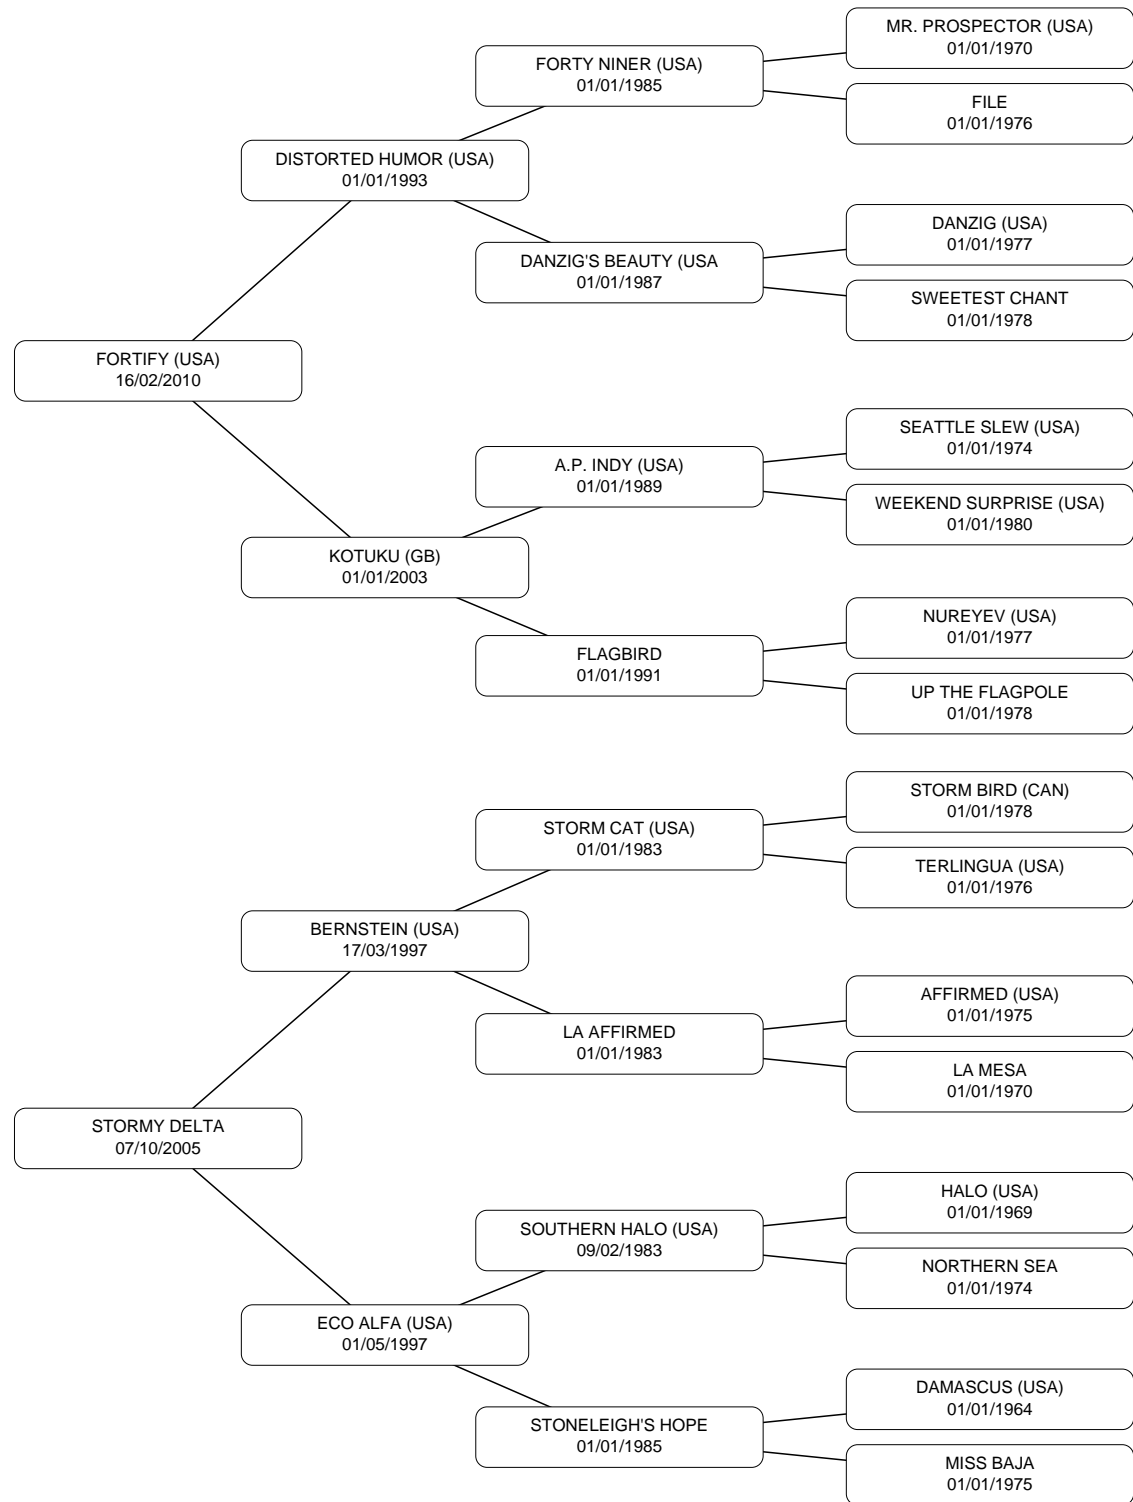 MR. PROSPECTOR (USA)
01/01/1970
FORTY NINER (USA)
01/01/1985
FILE
01/01/1976
DISTORTED HUMOR (USA)
01/01/1993
DANZIG (USA)
01/01/1977
DANZIG'S BEAUTY (USA
01/01/1987
SWEETEST CHANT
01/01/1978
FORTIFY (USA)
16/02/2010
SEATTLE SLEW (USA)
01/01/1974
A.P. INDY (USA)
01/01/1989
WEEKEND SURPRISE (USA)
01/01/1980
KOTUKU (GB)
01/01/2003
NUREYEV (USA)
01/01/1977
FLAGBIRD
01/01/1991
UP THE FLAGPOLE
01/01/1978
STORM BIRD (CAN)
01/01/1978
STORM CAT (USA)
01/01/1983
TERLINGUA (USA)
01/01/1976
BERNSTEIN (USA)
17/03/1997
AFFIRMED (USA)
01/01/1975
LA AFFIRMED
01/01/1983
LA MESA
01/01/1970
STORMY DELTA
07/10/2005
HALO (USA)
01/01/1969
SOUTHERN HALO (USA)
09/02/1983
NORTHERN SEA
01/01/1974
ECO ALFA (USA)
01/05/1997
DAMASCUS (USA)
01/01/1964
STONELEIGH'S HOPE
01/01/1985
MISS BAJA
01/01/1975